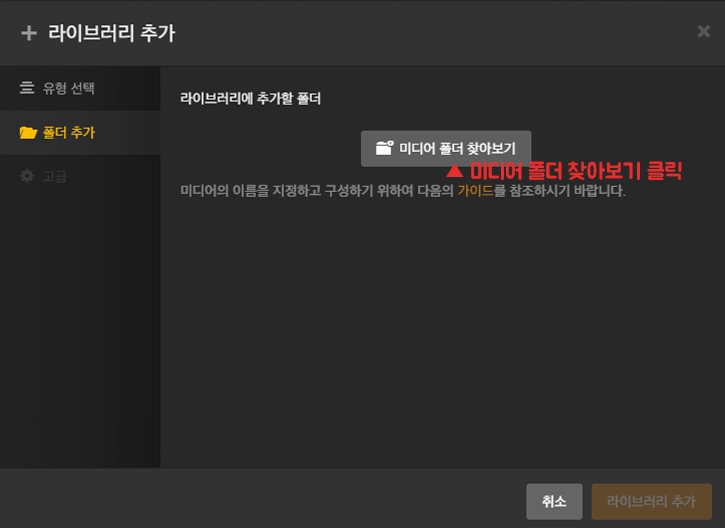 라이브러리 추가
유형 선택
폴더 추가
고급
라이브러리에 추가할 폴더
미디어 폴더 찾아보기
▲ 미디어 폴더 찾아보기 클릭
미디어의 이름을 지정하고 구성하기 위하여 다음의 가이드를 참조하시기 바랍니다.
취소
라이브러리 추가